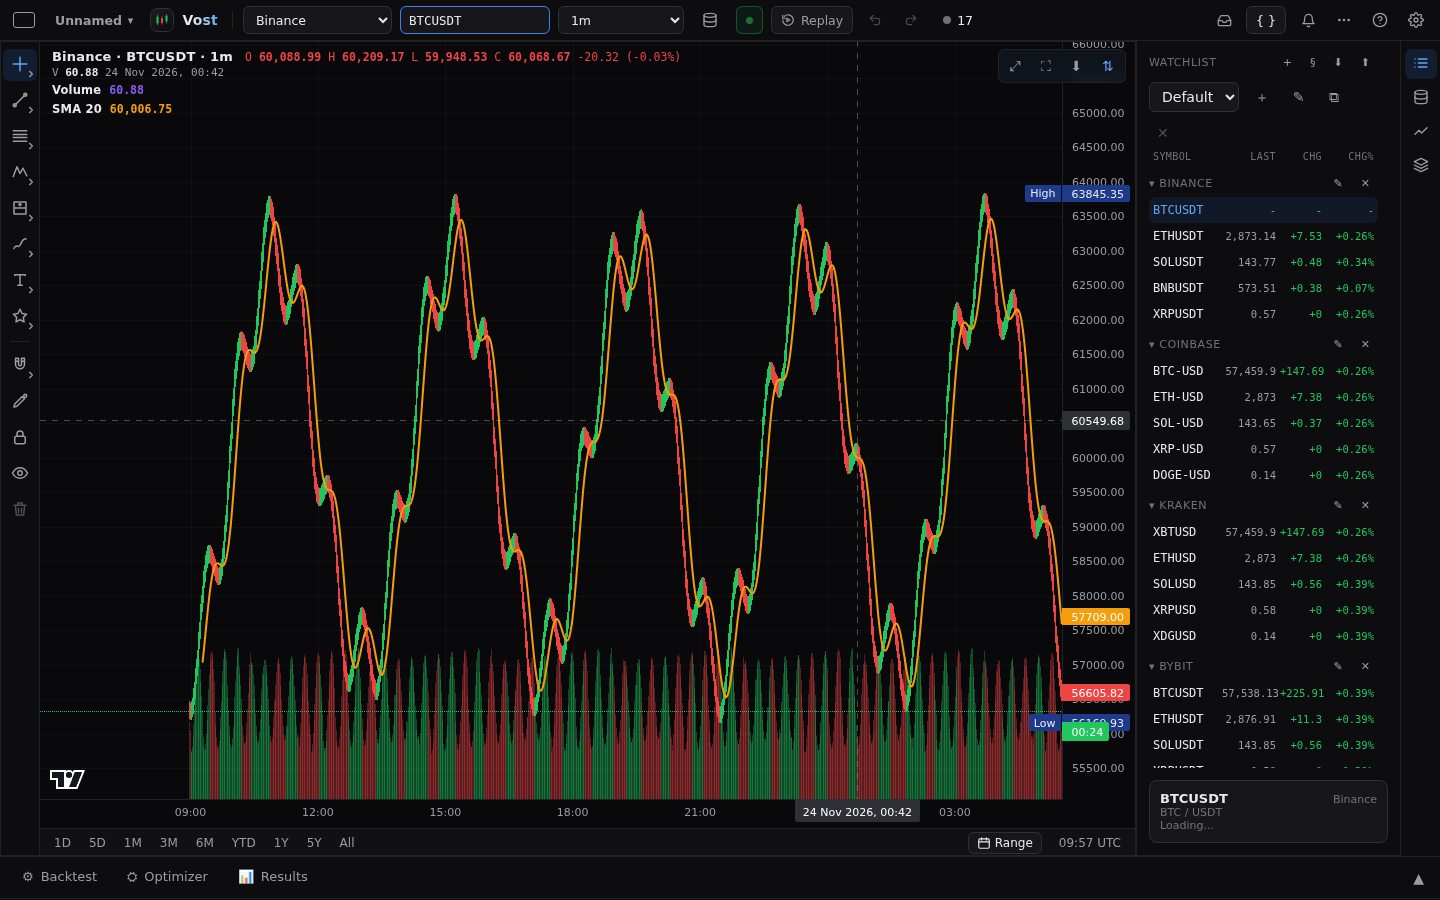 Unnamed ▾ Vost Binance BTCUSDT 1m Replay 17 { }
Binance · BTCUSDT · 1m O 60,088.99 H 60,209.17 L 59,948.53 C 60,068.67 -20.32 (-0.03%)
V 60.88 24 Nov 2026, 00:42
Volume 60.88
SMA 20 60,006.75
66000.00
65000.00
64500.00
64000.00
High 63845.35
63500.00
63000.00
62500.00
62000.00
61500.00
61000.00
60549.68
60000.00
59500.00
59000.00
58500.00
58000.00
57709.00
57500.00
57000.00
56605.82
Low
00:24
55500.00
09:00 12:00 15:00 18:00 21:00 24 Nov 2026, 00:42 03:00
1D 5D 1M 3M 6M YTD 1Y 5Y All Range 09:57 UTC
WATCHLIST + §
Default +
SYMBOL LAST CHG CHG%
▾ BINANCE
BTCUSDT - - -
ETHUSDT 2,873.14 +7.53 +0.26%
SOLUSDT 143.77 +0.48 +0.34%
BNBUSDT 573.51 +0.38 +0.07%
XRPUSDT 0.57 +0 +0.26%
▾ COINBASE
BTC-USD 57,459.9 +147.69 +0.26%
ETH-USD 2,873 +7.38 +0.26%
SOL-USD 143.65 +0.37 +0.26%
XRP-USD 0.57 +0 +0.26%
DOGE-USD 0.14 +0 +0.26%
▾ KRAKEN
XBTUSD 57,459.9 +147.69 +0.26%
ETHUSD 2,873 +7.38 +0.26%
SOLUSD 143.85 +0.56 +0.39%
XRPUSD 0.58 +0 +0.39%
XDGUSD 0.14 +0 +0.39%
▾ BYBIT
BTCUSDT 57,538.13 +225.91 +0.39%
ETHUSDT 2,876.91 +11.3 +0.39%
SOLUSDT 143.85 +0.56 +0.39%
BTCUSDT Binance
BTC / USDT
Loading...
Backtest Optimizer Results ▲